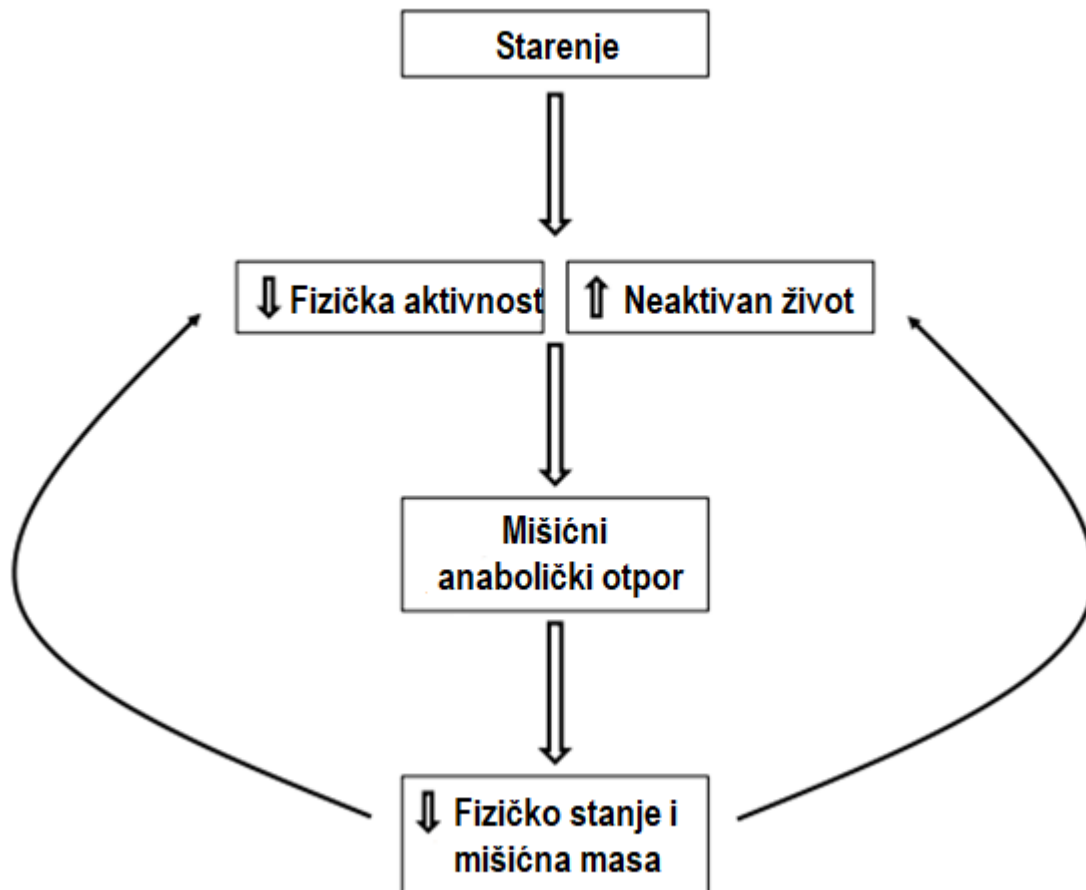 Starenje
Fizička aktivnost
Neaktivan život
Mišićni
anabolički otpor
Fizičko stanje i
mišićna masa